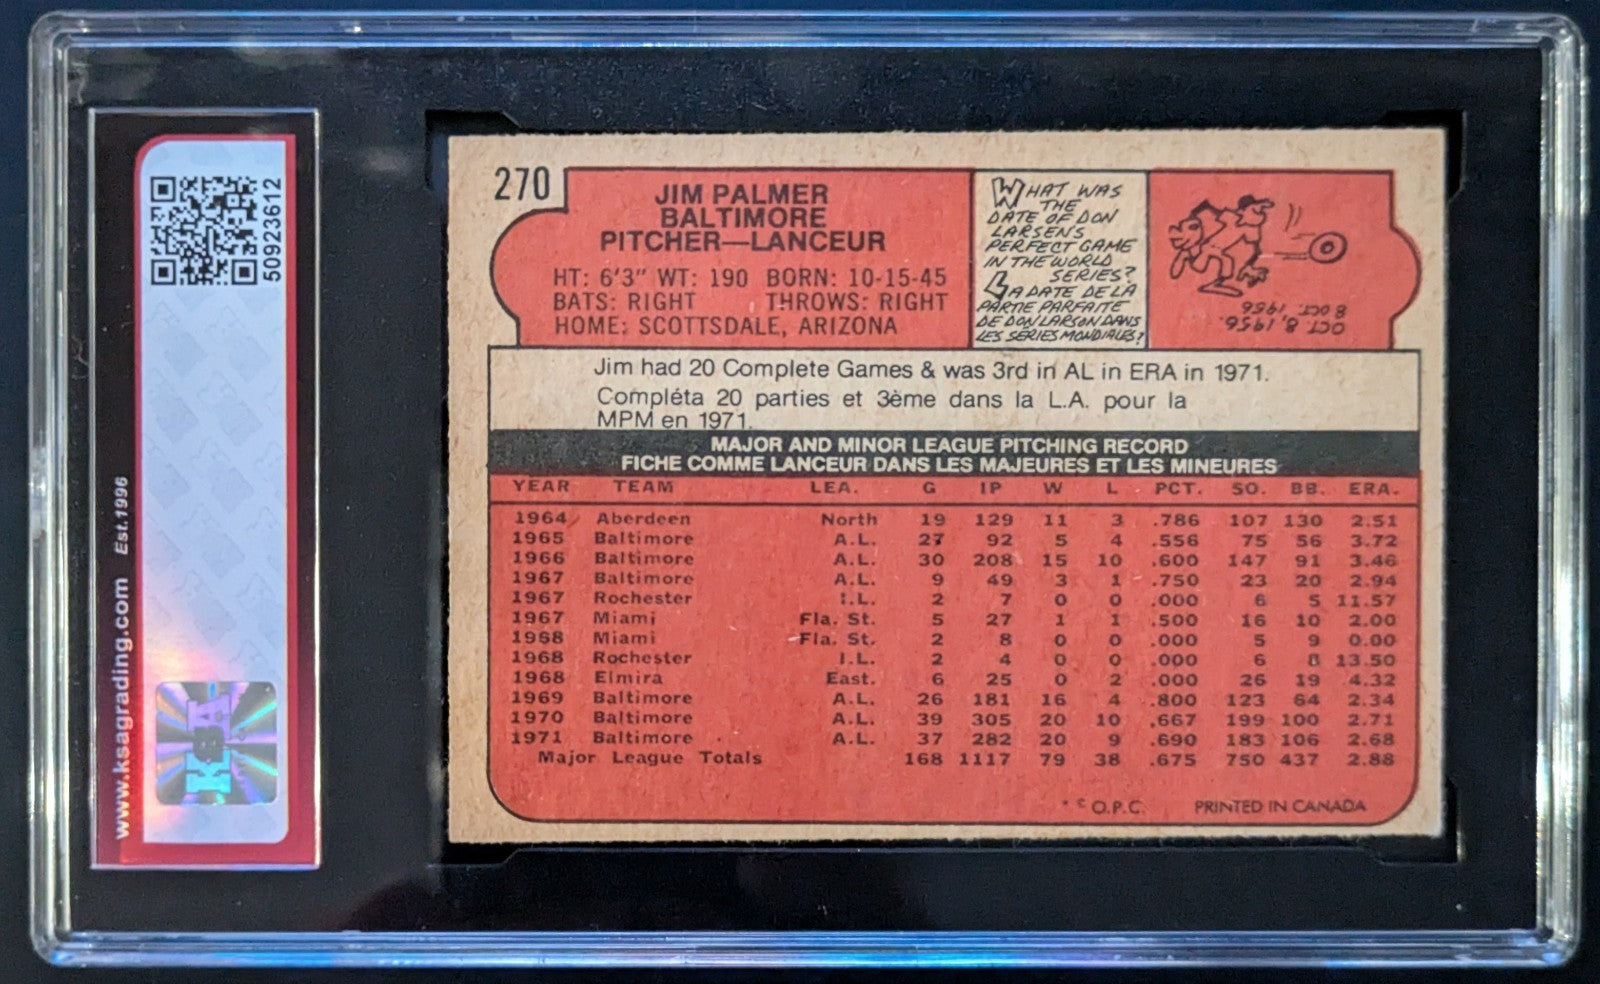 509923612
www.ksagrading.com Est.1996
KSA
270
JIM PALMER
BALTIMORE
PITCHER—LANCEUR
HT: 6'3" WT: 190 BORN: 10-15-45
BATS: RIGHT THROWS: RIGHT
HOME: SCOTTSDALE, ARIZONA
WHAT WAS
THE
DATE OF DON
LARSEN'S
PERFECT GAME
IN THE WORLD
SERIES?
LA DATE DE LA
PARTIE PARFAITE
DE DON LARSON DANS
LES SÉRIES MONDIALES?
OCT. 8, 1956.
8 OCT. 1956
Jim had 20 Complete Games & was 3rd in AL in ERA in 1971.
Compléta 20 parties et 3ème dans la L.A. pour la
MPM en 1971.
MAJOR AND MINOR LEAGUE PITCHING RECORD
FICHE COMME LANCEUR DANS LES MAJEURES ET LES MINEURES
YEAR TEAM LEA. G IP W L PCT. SO. BB. ERA.
1964 Aberdeen North 19 129 11 3 .786 107 130 2.51
1965 Baltimore A.L. 27 92 5 4 .556 75 56 3.72
1966 Baltimore A.L. 30 208 15 10 .600 147 91 3.46
1967 Baltimore A.L. 9 49 3 1 .750 23 20 2.94
1967 Rochester I.L. 2 7 0 0 .000 6 5 11.57
1967 Miami Fla. St. 5 27 1 1 .500 16 10 2.00
1968 Miami Fla. St. 2 8 0 0 .000 5 9 0.00
1968 Rochester I.L. 2 4 0 0 .000 6 8 13.50
1968 Elmira East. 6 25 0 2 .000 26 19 4.32
1969 Baltimore A.L. 26 181 16 4 .800 123 64 2.34
1970 Baltimore A.L. 39 305 20 10 .667 199 100 2.71
1971 Baltimore A.L. 37 282 20 9 .690 183 106 2.68
Major League Totals 168 1117 79 38 .675 750 437 2.88
* © O.P.C. PRINTED IN CANADA